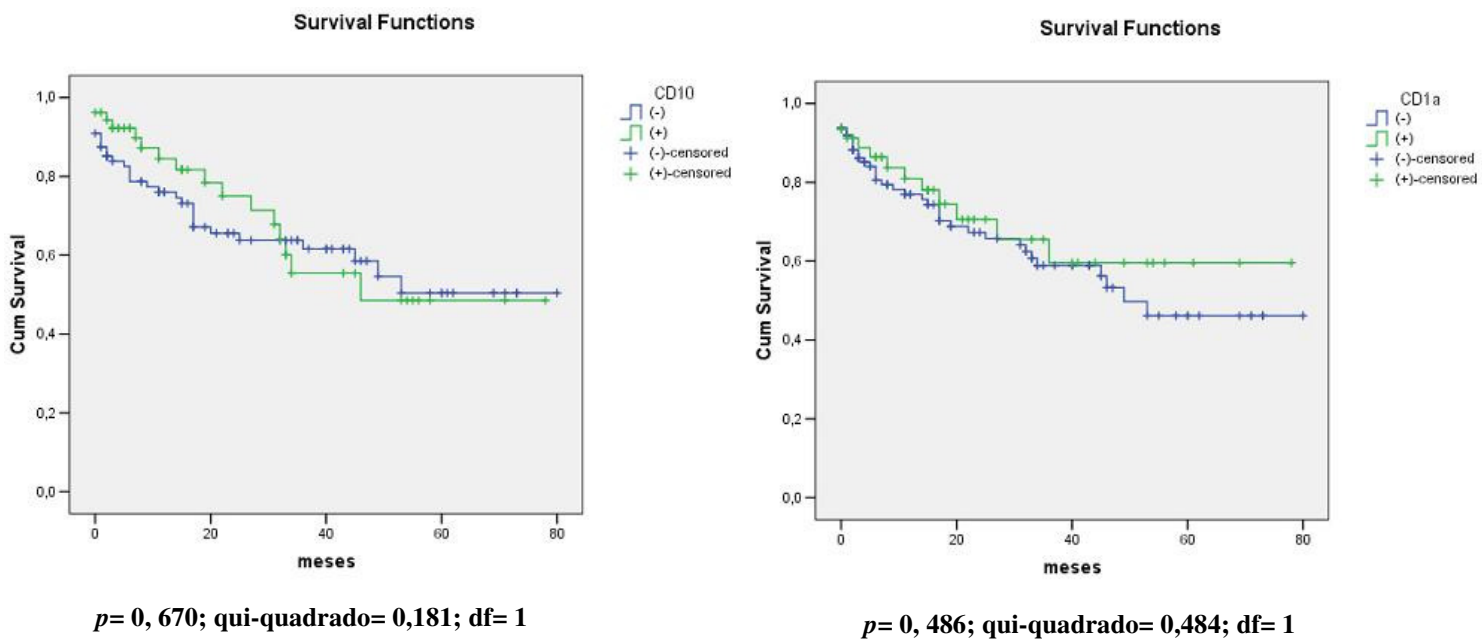 Survival Functions
Cum Survival
1,0
0,8
0,6
0,4
0,2
0,0
0
20
40
60
80
meses
CD10
(-)
(+)
(-)-censored
(+)-censored
p= 0, 670; qui-quadrado= 0,181; df= 1
Survival Functions
Cum Survival
1,0
0,8
0,6
0,4
0,2
0,0
0
20
40
60
80
meses
CD1a
(-)
(+)
(-)-censored
(+)-censored
p= 0, 486; qui-quadrado= 0,484; df= 1